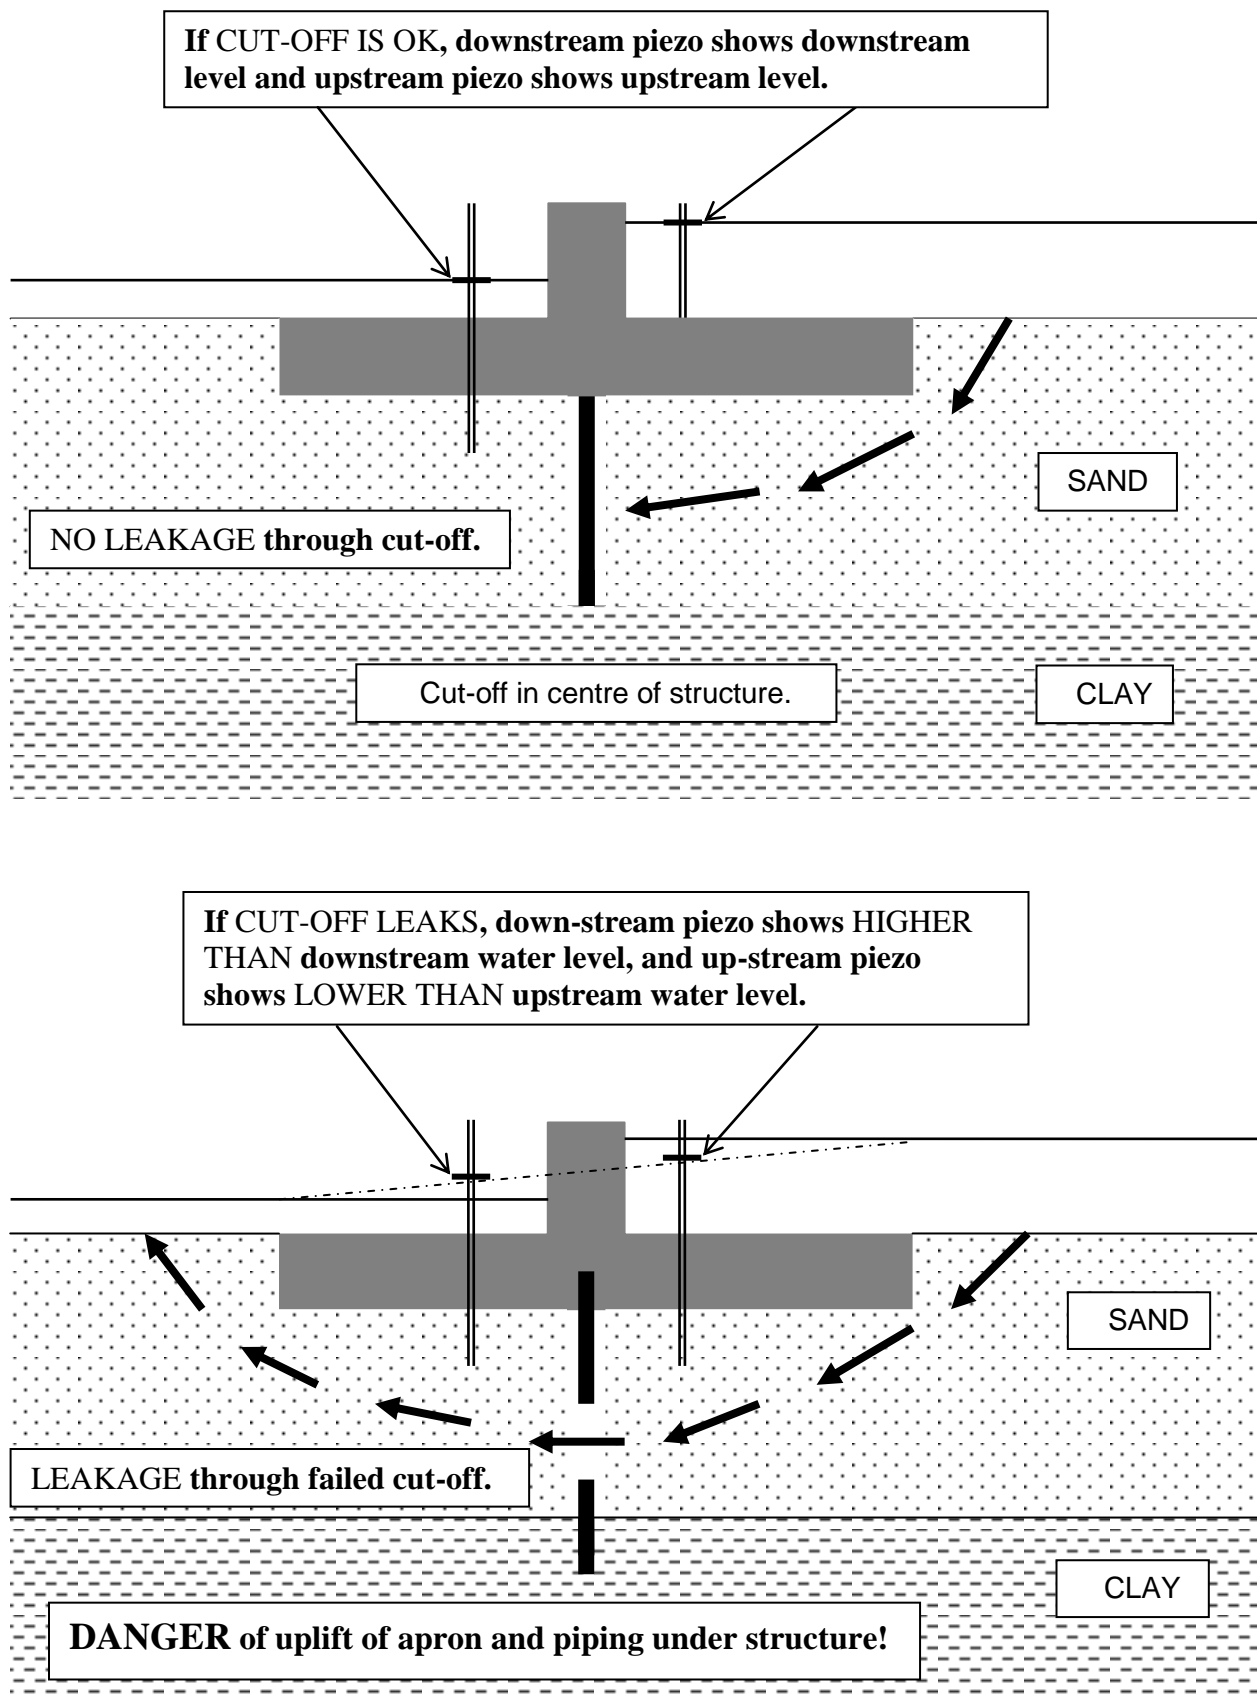 If CUT-OFF IS OK, downstream piezo shows downstream
level and upstream piezo shows upstream level.
SAND
NO LEAKAGE through cut-off.
Cut-off in centre of structure.
CLAY
If CUT-OFF LEAKS, down-stream piezo shows HIGHER
THAN downstream water level, and up-stream piezo
shows LOWER THAN upstream water level.
SAND
LEAKAGE through failed cut-off.
CLAY
DANGER of uplift of apron and piping under structure!